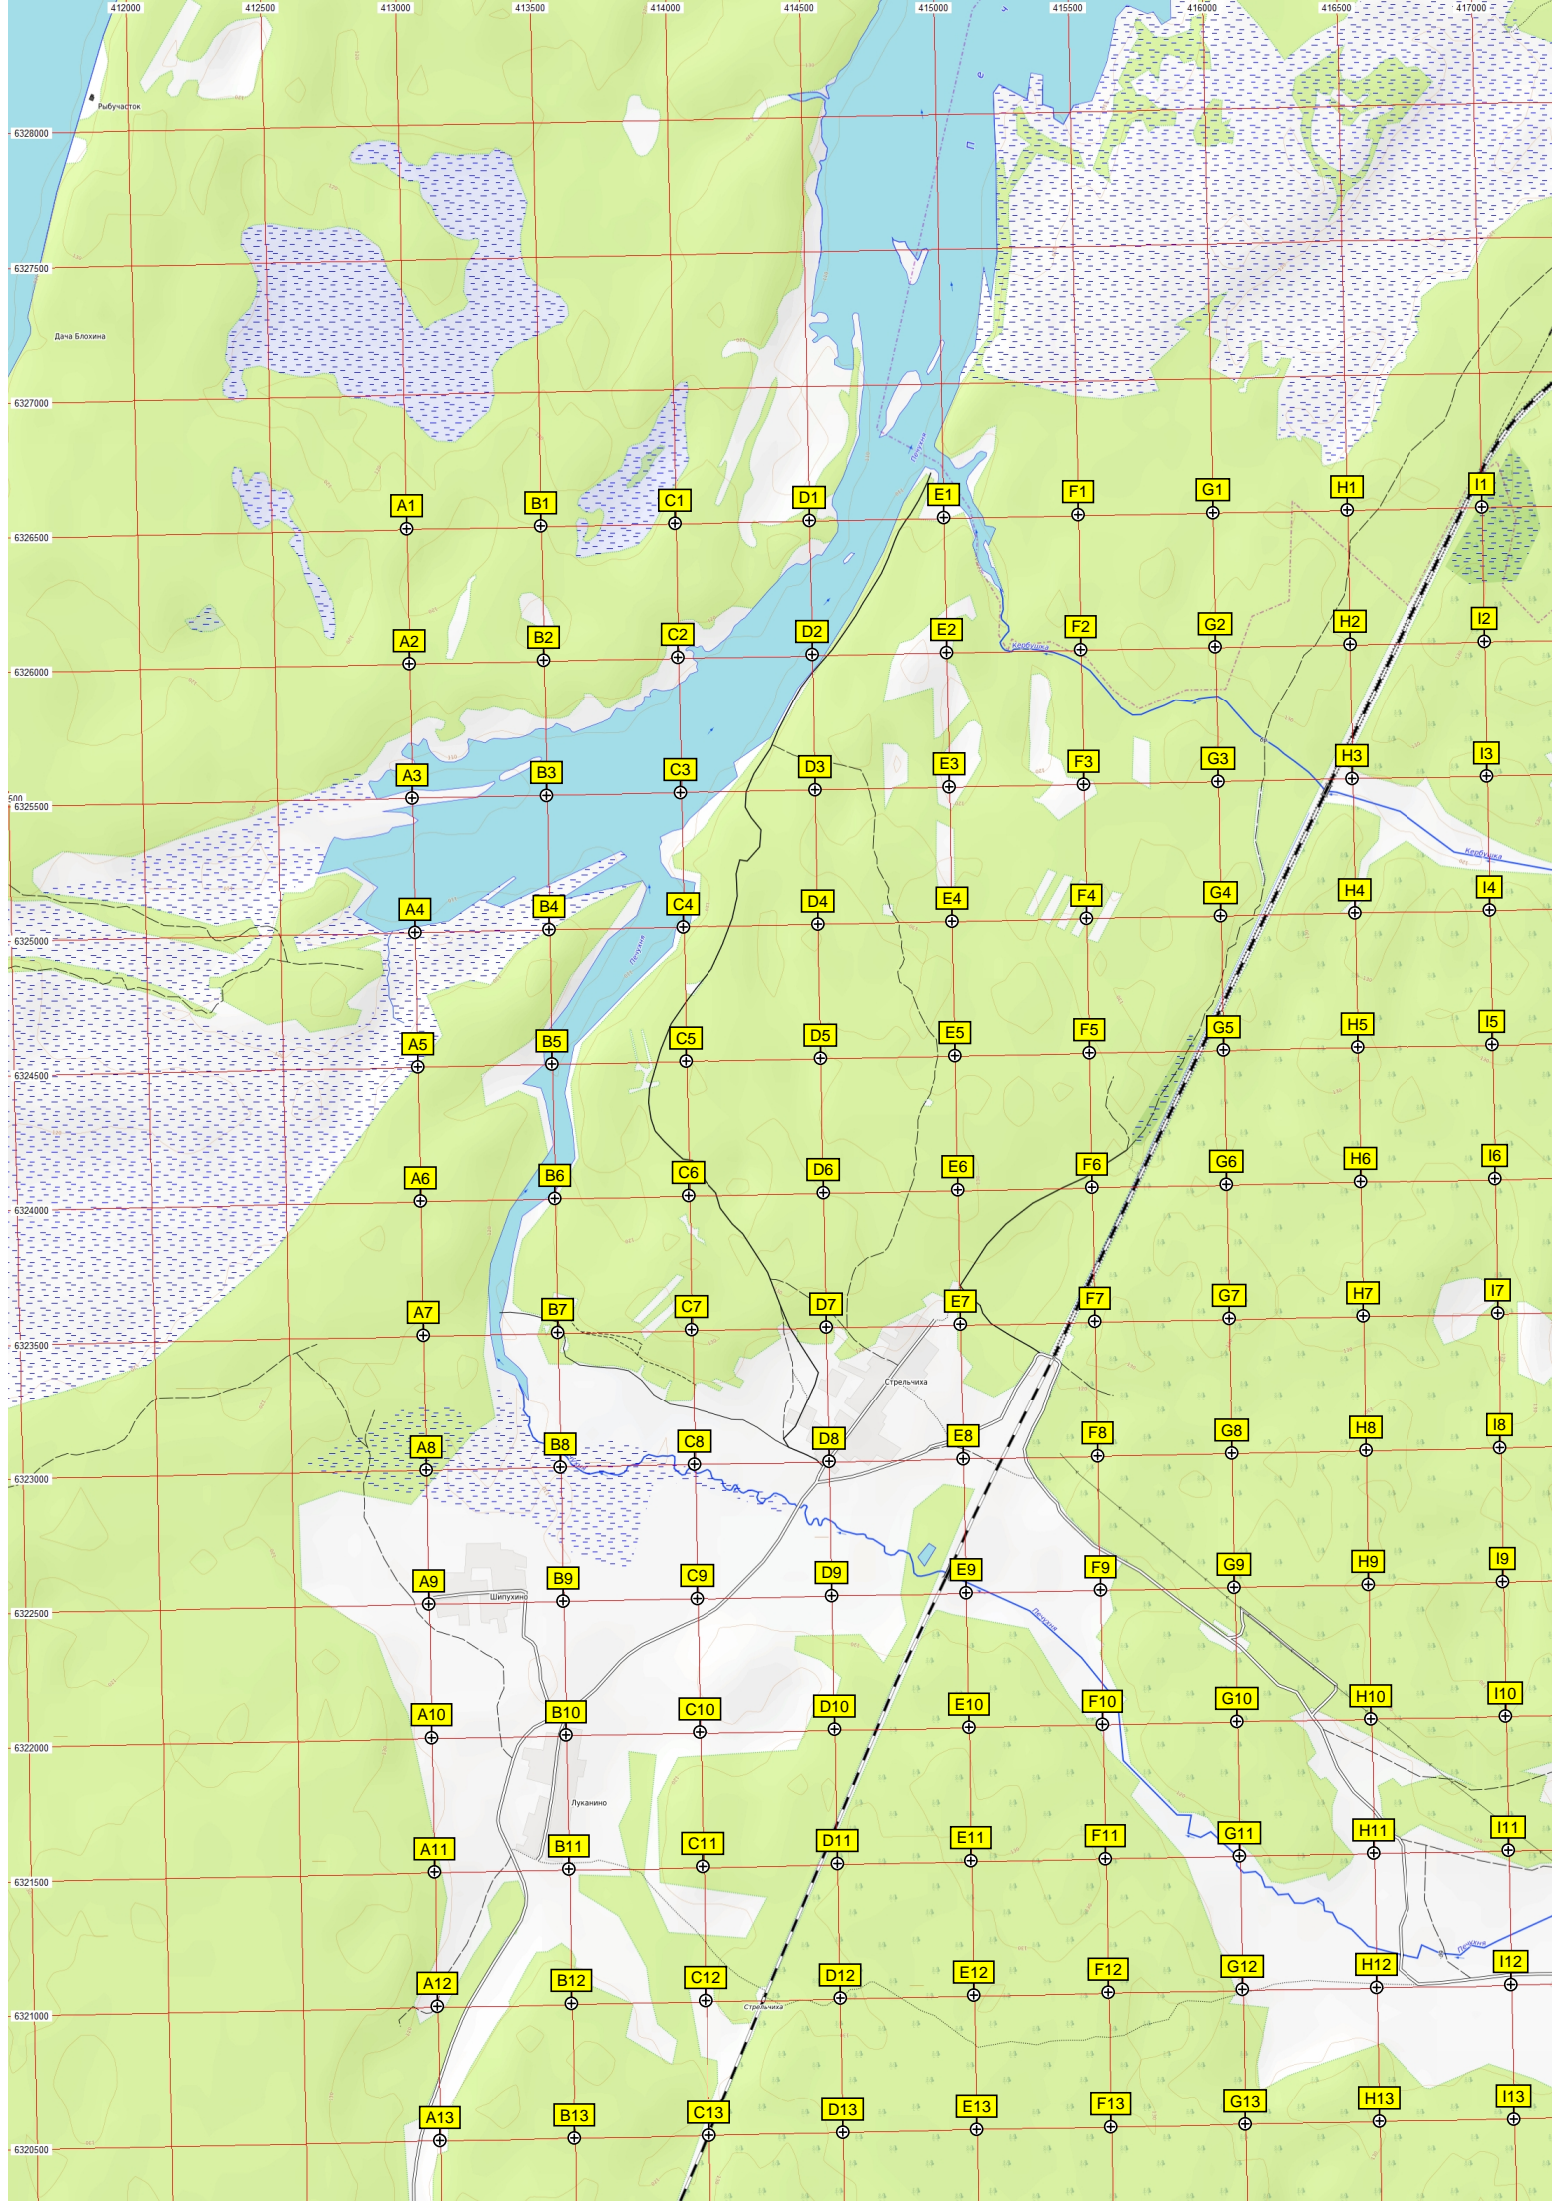 412000 412500 413000 413500 414000 414500 415000 415500 416000 416500 417000
ч
е
П
Рыбучасток
6328000
6327500
Дача Блохина
6327000
Печухня
A1 B1 C1 D1 E1 F1 G1 H1 I1
6326500
A2 B2 C2 D2 E2 F2 G2 H2 I2
Кербушка
6326000
A3 B3 C3 D3 E3 F3 G3 H3 I3
500
6325500
Кербушка
A4 B4 C4 D4 E4 F4 G4 H4 I4
6325000
Печухня
A5 B5 C5 D5 E5 F5 G5 H5 I5
6324500
A6 B6 C6 D6 E6 F6 G6 H6 I6
6324000
A7 B7 C7 D7 E7 F7 G7 H7 I7
6323500
Стрельчиха
A8 B8 C8 D8 E8 F8 G8 H8 I8
6323000
A9 B9 C9 D9 E9 F9 G9 H9 I9
Шипухино
6322500
Печухня
A10 B10 C10 D10 E10 F10 G10 H10 I10
6322000
Луканино
A11 B11 C11 D11 E11 F11 G11 H11 I11
6321500
Печухня
A12 B12 C12 D12 E12 F12 G12 H12 I12
Стрельчиха
6321000
A13 B13 C13 D13 E13 F13 G13 H13 I13
6320500